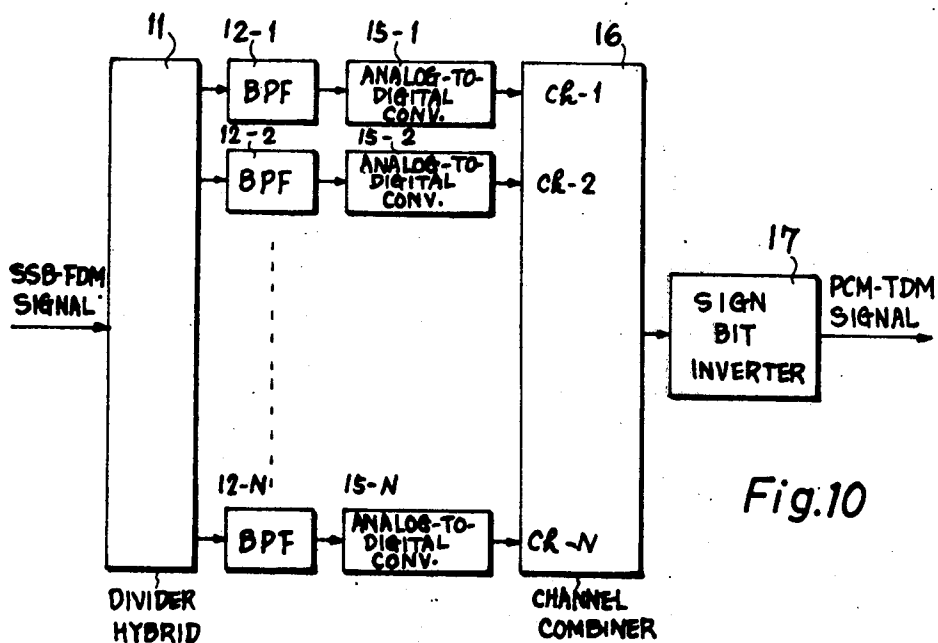 11
12-1
15-1
16
BPF
ANALOG-TO-
DIGITAL
CONV.
Ch-1
12-2
15-2
BPF
ANALOG-TO-
DIGITAL
CONV.
Ch-2
SSB-FDM
SIGNAL
17
SIGN
BIT
INVERTER
PCM-TDM
SIGNAL
12-N
15-N
BPF
ANALOG-TO-
DIGITAL
CONV.
Ch-N
Fig.10
DIVIDER
HYBRID
CHANNEL
COMBINER